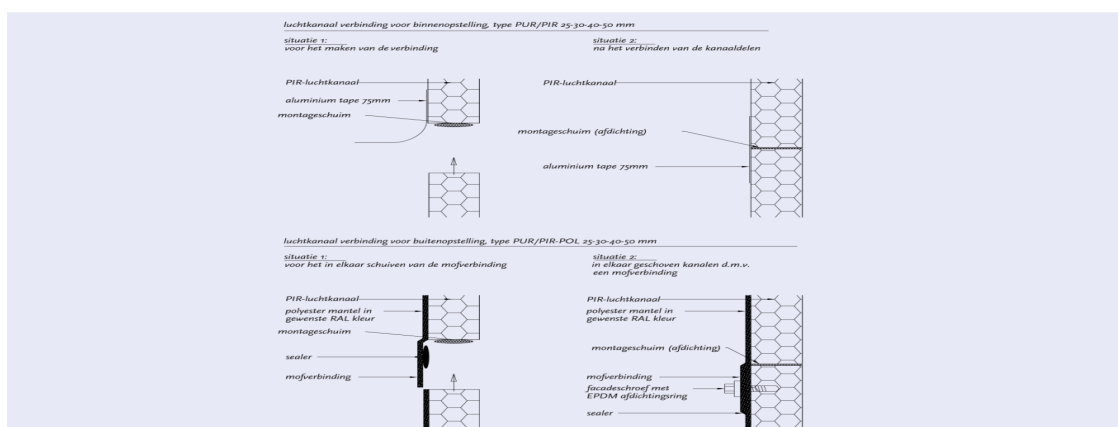 luchtkanaal verbinding voor binnenopstelling, type PUR/PIR 25-30-40-50 mm
situatie 1:
voor het maken van de verbinding
PIR-luchtkanaal
aluminium tape 75mm
montageschuim
situatie 2:
na het verbinden van de kanaaldelen
PIR-luchtkanaal
montageschuim (afdichting)
aluminium tape 75mm
luchtkanaal verbinding voor buitenopstelling, type PUR/PIR-POL 25-30-40-50 mm
situatie 1:
voor het in elkaar schuiven van de mofverbinding
PIR-luchtkanaal
polyester mantel in
gewenste RAL kleur
montageschuim
sealer
mofverbinding
situatie 2:
in elkaar geschoven kanalen d.m.v.
een mofverbinding
PIR-luchtkanaal
polyester mantel in
gewenste RAL kleur
montageschuim (afdichting)
mofverbinding
facadeschroef met
EPDM afdichtingsring
sealer